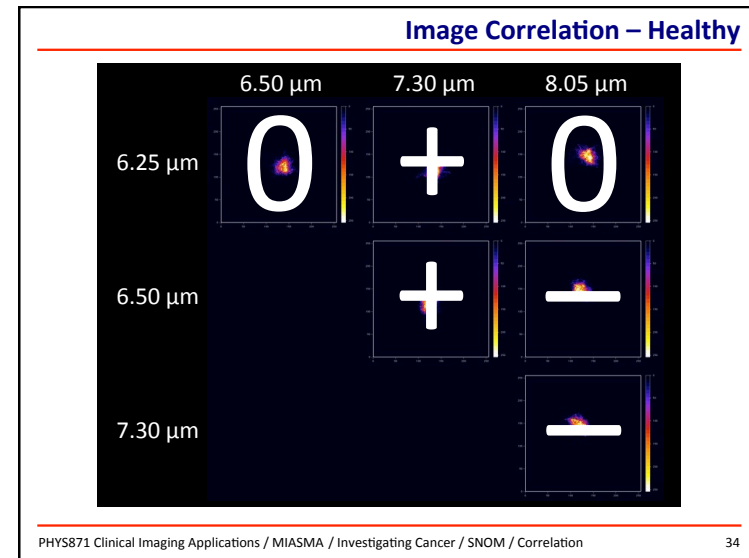 Image Correlation – Healthy
6.50 μm 7.30 μm 8.05 μm
6.25 μm 0 + 0
6.50 μm + −
7.30 μm −
PHYS871 Clinical Imaging Applications / MIASMA / Investigating Cancer / SNOM / Correlation 34